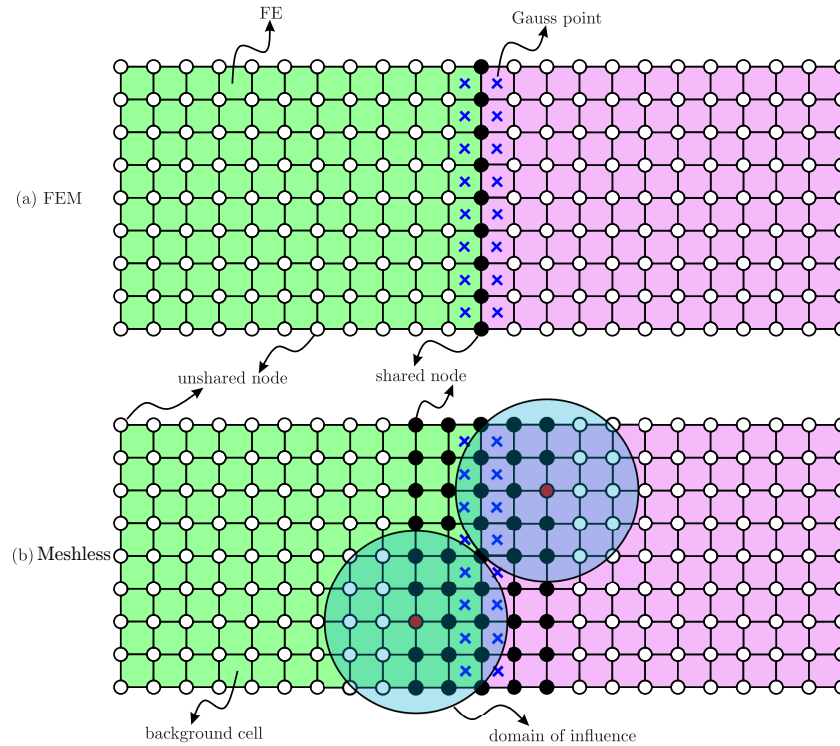 FE
Gauss point
(a) FEM
unshared node
shared node
(b) Meshless
background cell
domain of influence